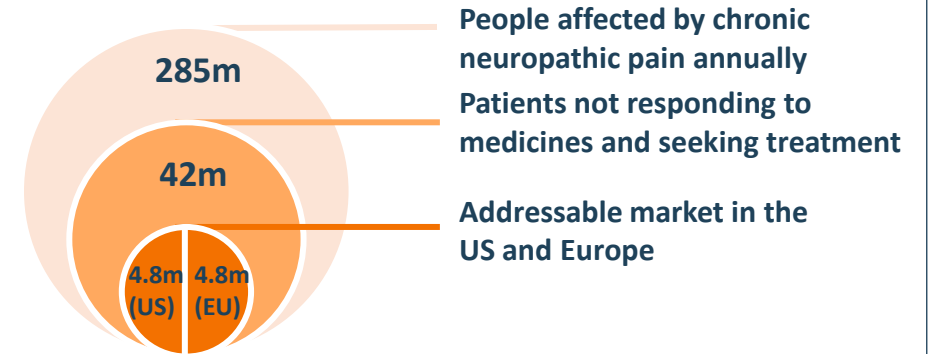 People affected by chronic
neuropathic pain annually
285m
Patients not responding to
medicines and seeking treatment
42m
Addressable market in the
US and Europe
4.8m 4.8m
(US) (EU)